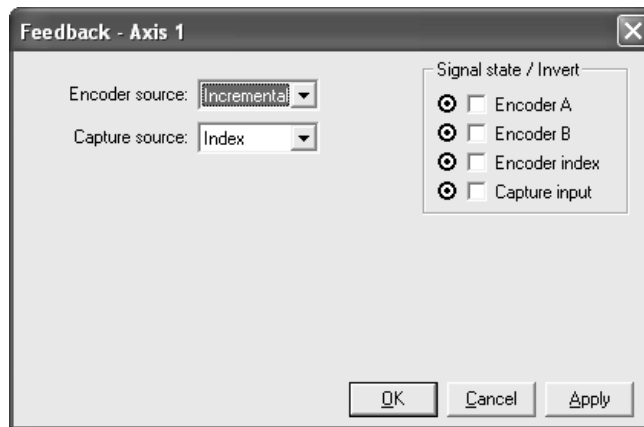 Feedback - Axis 1
Encoder source: Incremental
Capture source: Index
Signal state / Invert
Encoder A
Encoder B
Encoder index
Capture input
OK Cancel Apply